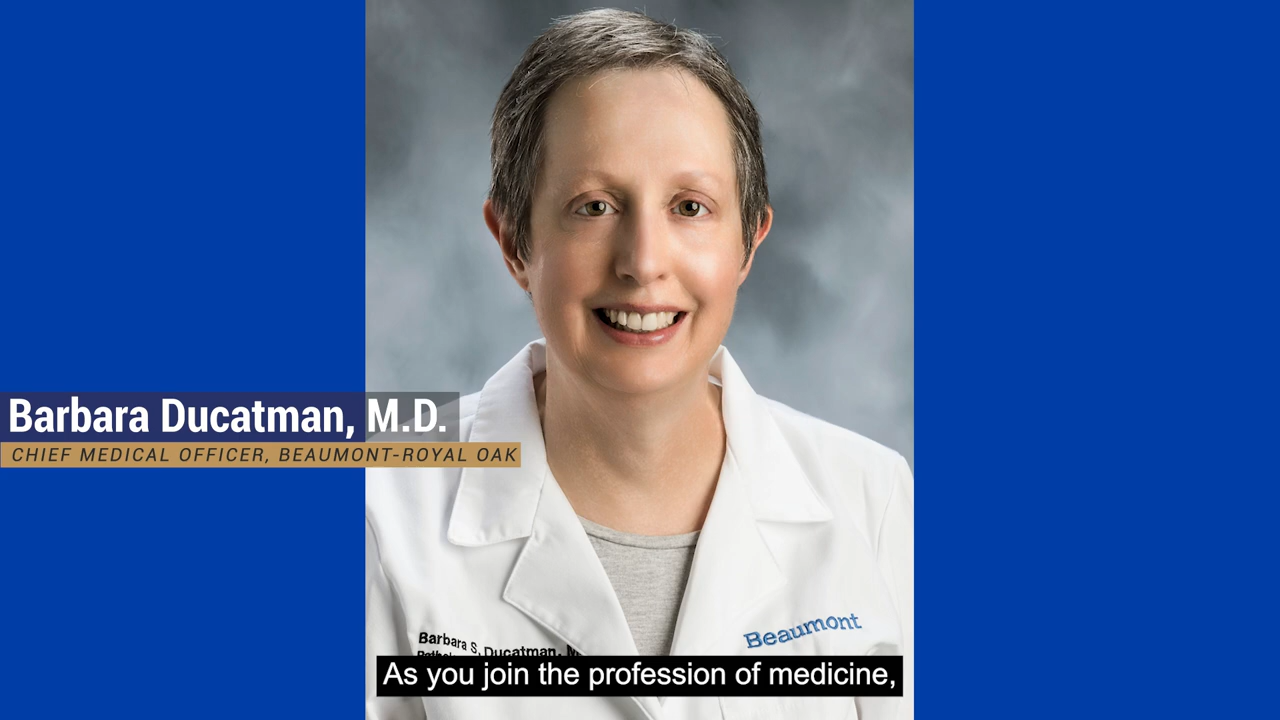 Barbara Ducatman, M.D.
CHIEF MEDICAL OFFICER, BEAUMONT-ROYAL OAK
Beaumont
Barbara S. Ducatman,
As you join the profession of medicine,